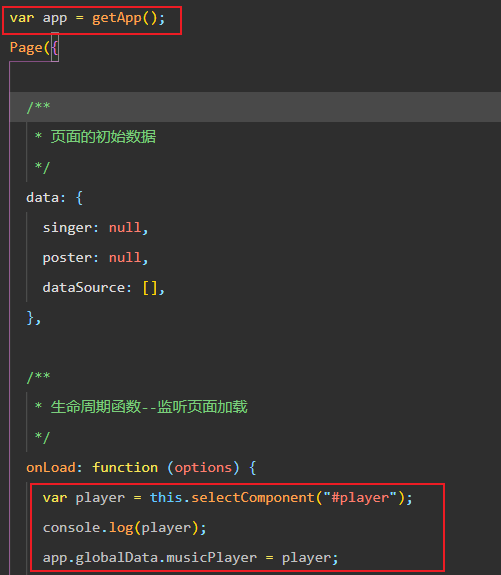 var app = getApp();
Page({
/**
* 页面的初始数据
*/
data: {
singer: null,
poster: null,
dataSource: [],
},
/**
* 生命周期函数--监听页面加载
*/
onLoad: function (options) {
var player = this.selectComponent("#player");
console.log(player);
app.globalData.musicPlayer = player;